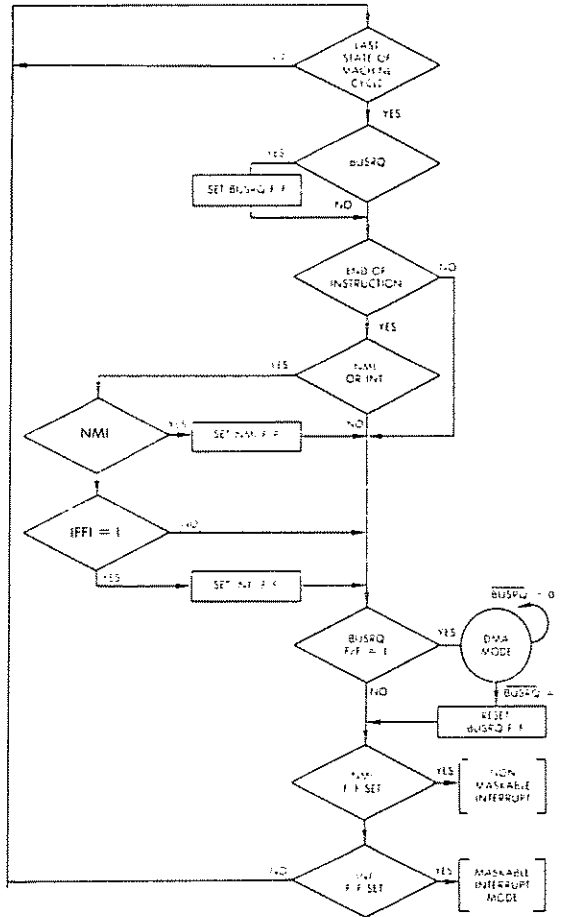 LAST
STATE OF
MACHINE
CYCLE
YES
BUSRQ
YES
SET BUSRQ F/F
NO
END OF
INSTRUCTION
NO
YES
NMI
OR INT
YES
NO
NMI
YES
SET NMI F/F
IFF1 = 1
NO
YES
SET INT F/F
BUSRQ
F/F = 1
YES
DMA
MODE
BUSRQ = 0
BUSRQ =
RESET
BUSRQ F/F
NO
NMI
F/F SET
YES
NON
MASKABLE
INTERRUPT
INT
F/F SET
NO
YES
MASKABLE
INTERRUPT
MODE